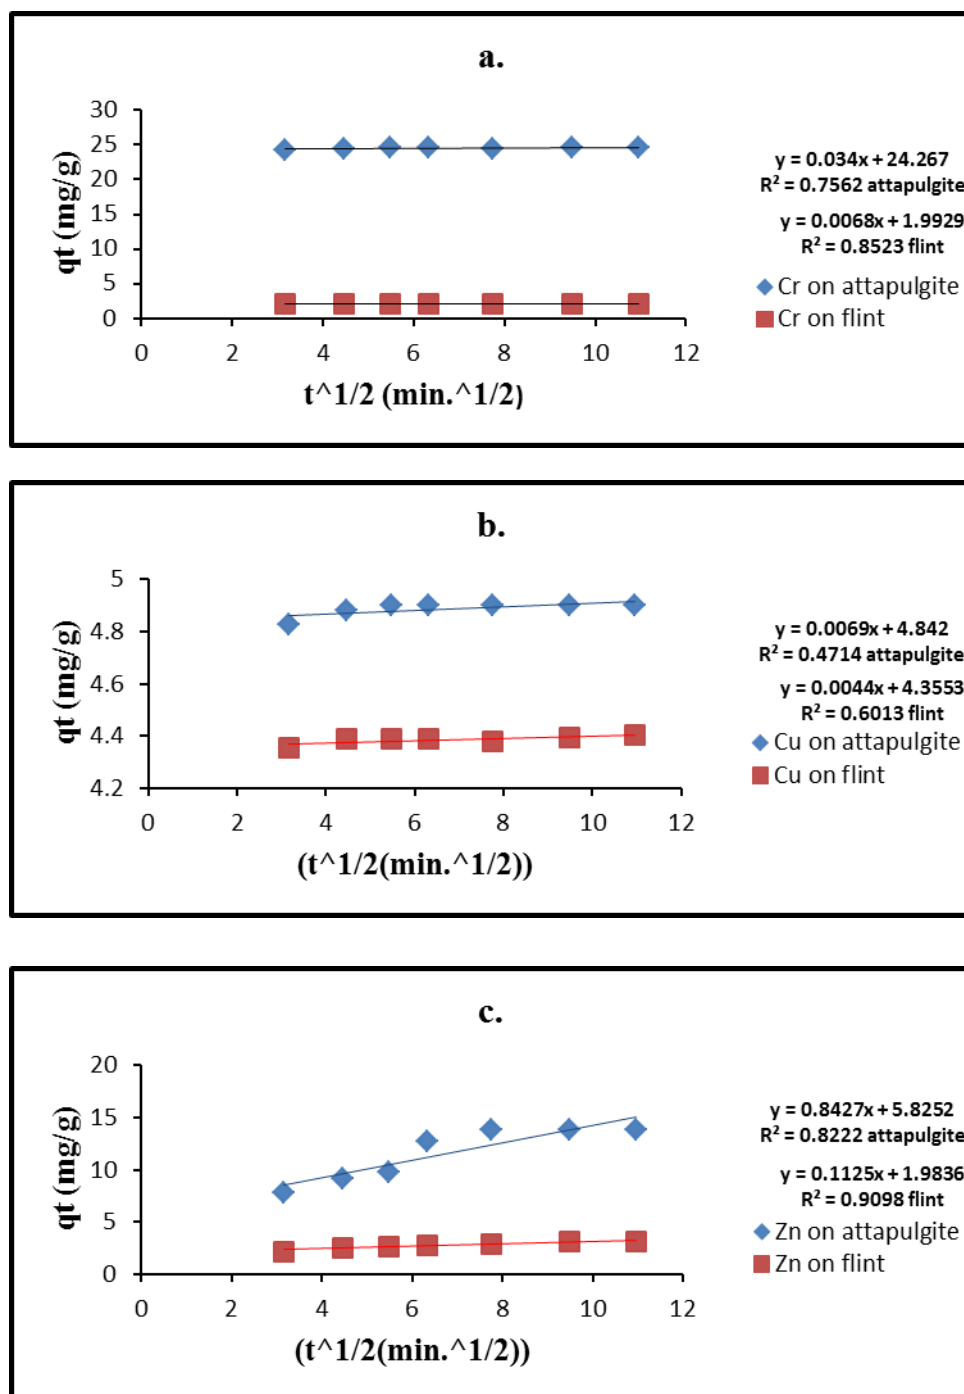 a.
30
25
20
15
10
5
0
qt (mg/g)
0 2 4 6 8 10 12
t^1/2 (min.^1/2)
y = 0.034x + 24.267
R² = 0.7562 attapulgite
y = 0.0068x + 1.9929
R² = 0.8523 flint
Cr on attapulgite
Cr on flint
b.
5
4.8
4.6
4.4
4.2
qt (mg/g)
0 2 4 6 8 10 12
(t^1/2(min.^1/2))
y = 0.0069x + 4.842
R² = 0.4714 attapulgite
y = 0.0044x + 4.3553
R² = 0.6013 flint
Cu on attapulgite
Cu on flint
c.
20
15
10
5
0
qt (mg/g)
0 2 4 6 8 10 12
(t^1/2(min.^1/2))
y = 0.8427x + 5.8252
R² = 0.8222 attapulgite
y = 0.1125x + 1.9836
R² = 0.9098 flint
Zn on attapulgite
Zn on flint